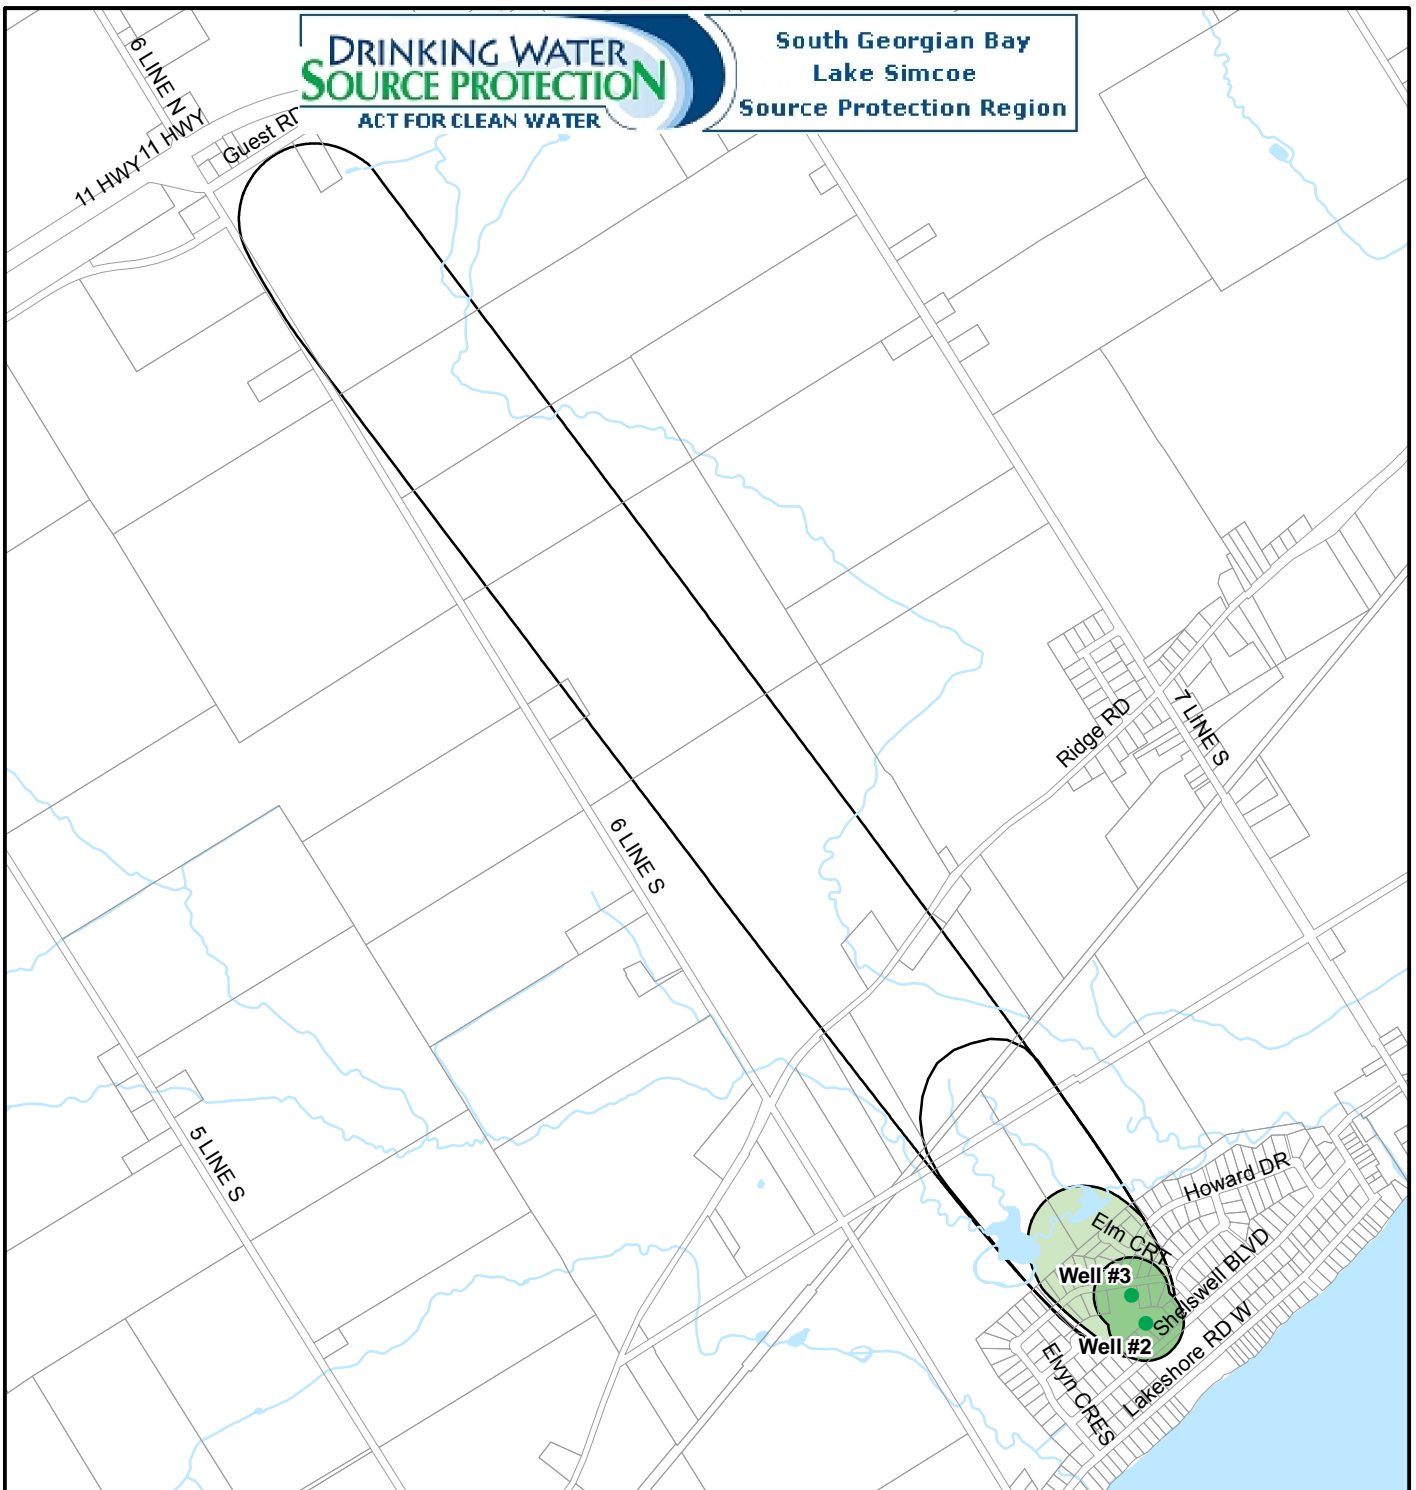 DRINKING WATER
SOURCE PROTECTION
ACT FOR CLEAN WATER
South Georgian Bay
Lake Simcoe
Source Protection Region
6 LINE N
11 HWY
11 HWY
Guest RD
Ridge RD
7 LINE S
6 LINE S
5 LINE S
Howard DR
Elm CRT
Shelswell BLVD
Well #3
Well #2
Lakeshore RD W
Elvyn CRES